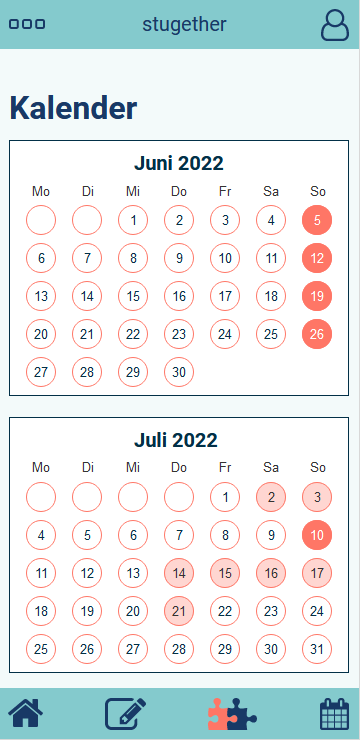 stugether
Kalender
Juni 2022
Mo Di Mi Do Fr Sa So
1 2 3 4 5
6 7 8 9 10 11 12
13 14 15 16 17 18 19
20 21 22 23 24 25 26
27 28 29 30
Juli 2022
Mo Di Mi Do Fr Sa So
1 2 3
4 5 6 7 8 9 10
11 12 13 14 15 16 17
18 19 20 21 22 23 24
25 26 27 28 29 30 31